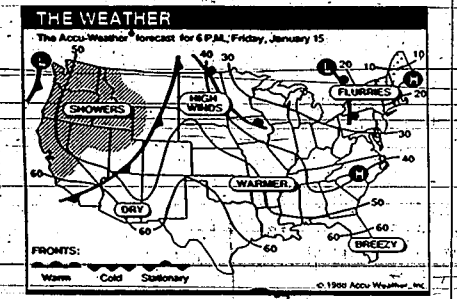 THE WEATHER
The Accu-Weather forecast for 6 P.M., Friday, January 15
50
40
30
20
10
10
L
L
H
20
SHOWERS
HIGH WINDS
FLURRIES
30
40
60
WARMER.
H
50
DRY
60
60
60
60
BREEZY
FRONTS:
Warm Cold Stationary
© 1988 Accu-Weather, Inc.